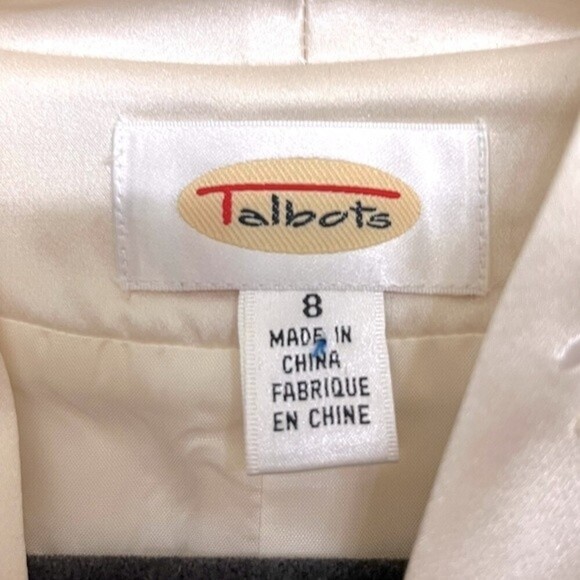 Talbots
8
MADE IN
CHINA
FABRIQUE
EN CHINE